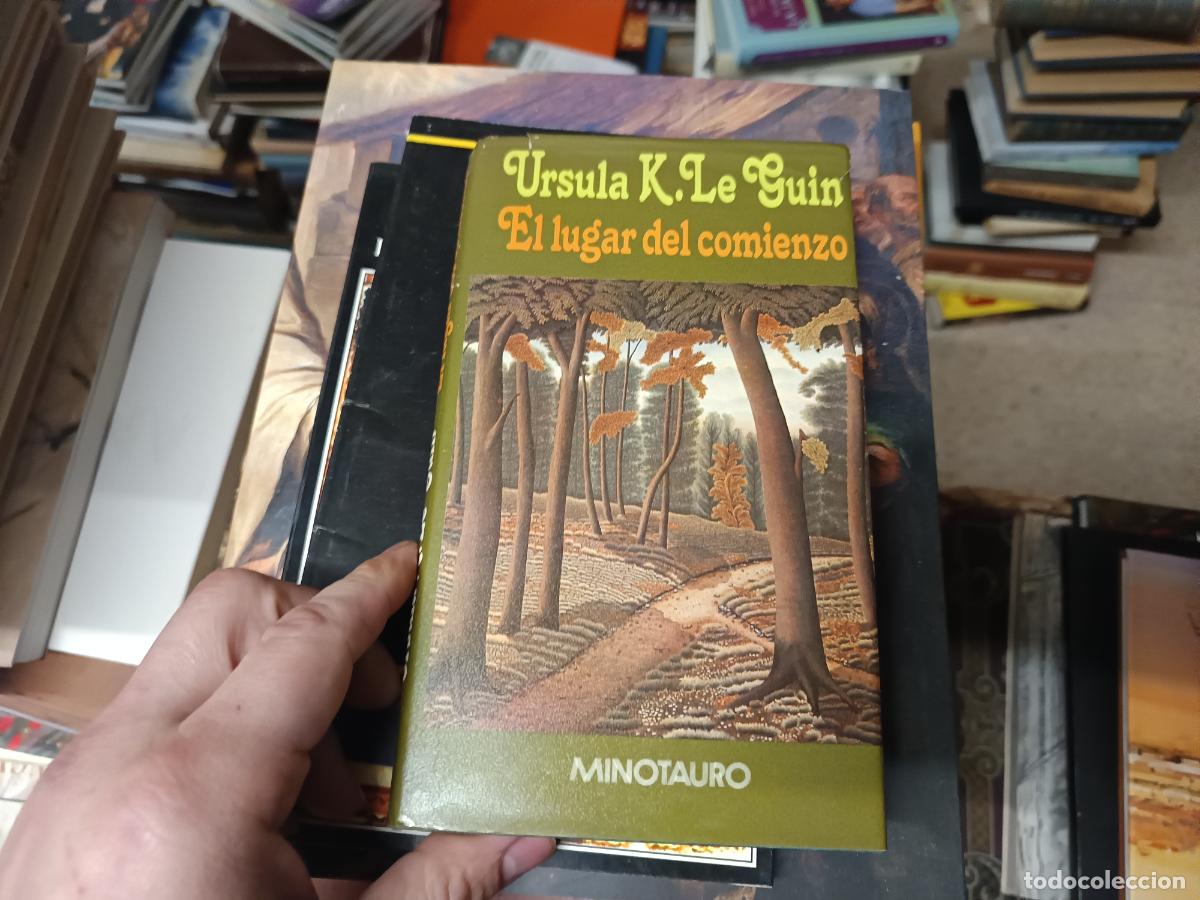 Ursula K. Le Guin
El lugar del comienzo
MINOTAURO
todocoleccion